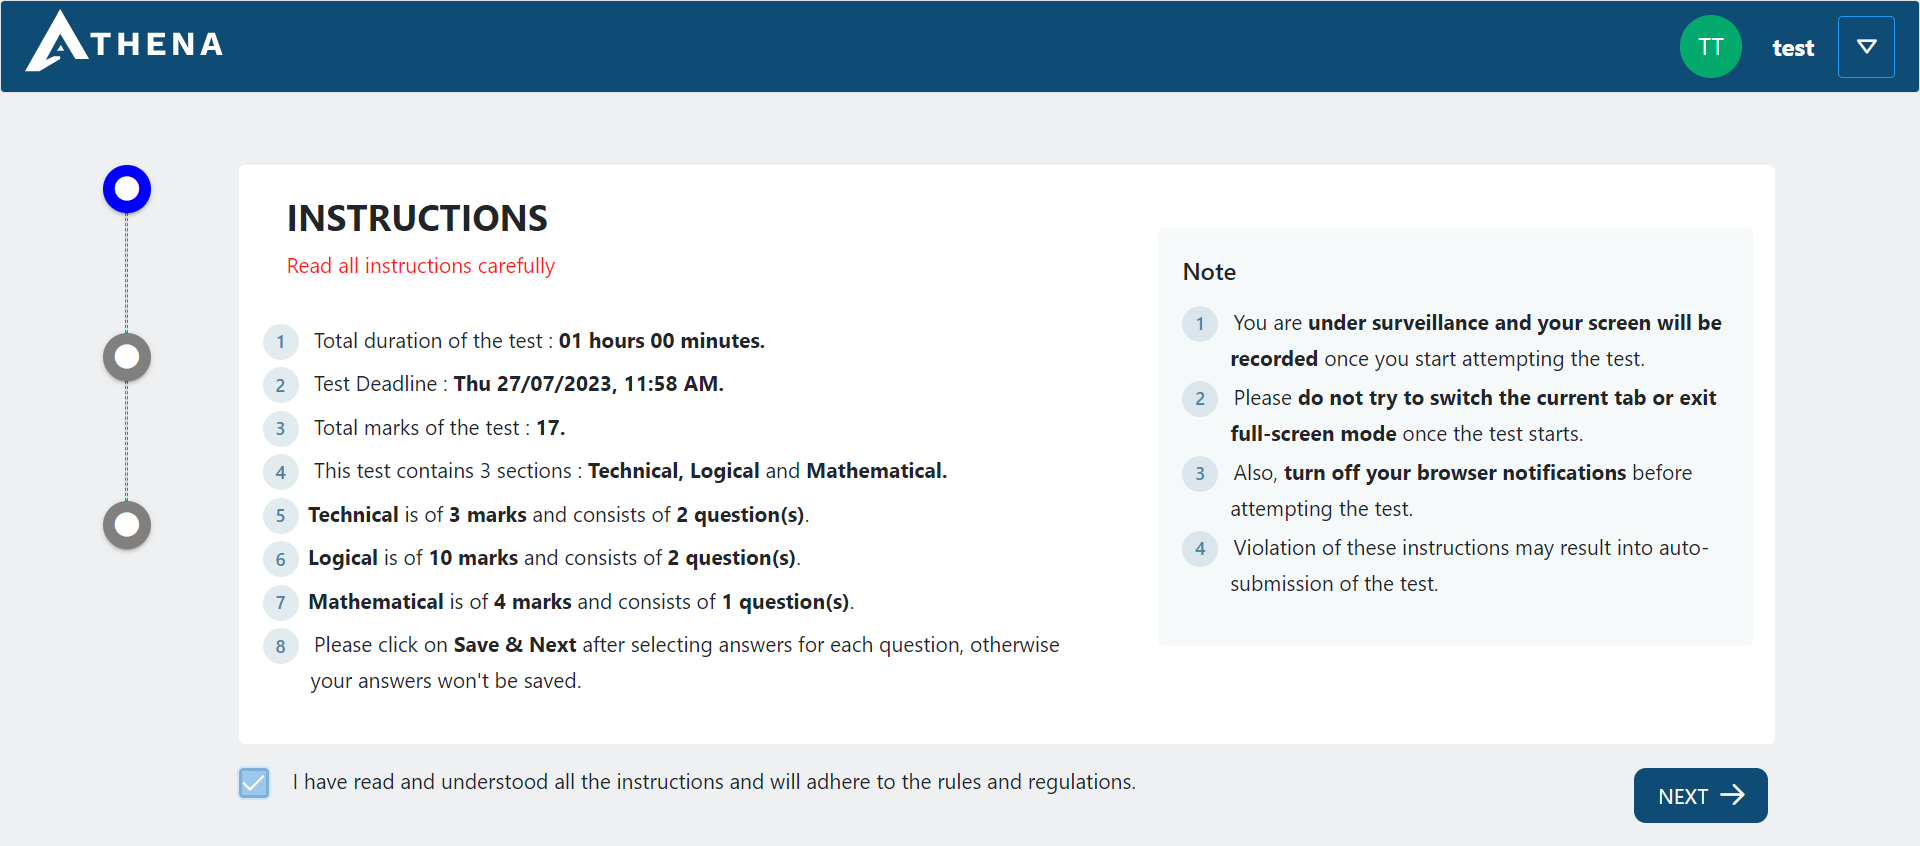 ATHENA
TT
test
INSTRUCTIONS
Read all instructions carefully
1 Total duration of the test : 01 hours 00 minutes.
2 Test Deadline : Thu 27/07/2023, 11:58 AM.
3 Total marks of the test : 17.
4 This test contains 3 sections : Technical, Logical and Mathematical.
5 Technical is of 3 marks and consists of 2 question(s).
6 Logical is of 10 marks and consists of 2 question(s).
7 Mathematical is of 4 marks and consists of 1 question(s).
8 Please click on Save & Next after selecting answers for each question, otherwise
your answers won't be saved.
Note
1 You are under surveillance and your screen will be
recorded once you start attempting the test.
2 Please do not try to switch the current tab or exit
full-screen mode once the test starts.
3 Also, turn off your browser notifications before
attempting the test.
4 Violation of these instructions may result into auto-
submission of the test.
I have read and understood all the instructions and will adhere to the rules and regulations.
NEXT